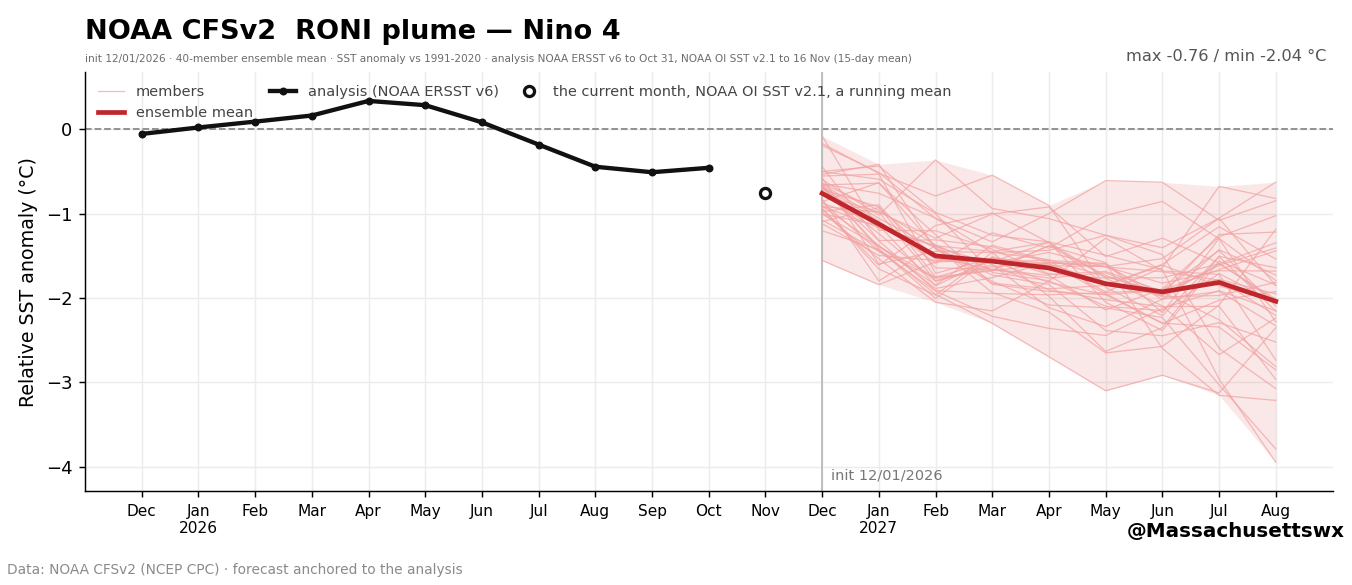 NOAA CFSv2  RONI plume — Nino 4
init 12/01/2026 · 40-member ensemble mean · SST anomaly vs 1991-2020 · analysis NOAA ERSST v6 to Oct 31, NOAA OI SST v2.1 to 16 Nov (15-day mean)
max -0.76 / min -2.04 °C
members
ensemble mean
analysis (NOAA ERSST v6)
the current month, NOAA OI SST v2.1, a running mean
Relative SST anomaly (°C)
0
−1
−2
−3
−4
init 12/01/2026
Dec Jan Feb Mar Apr May Jun Jul Aug Sep Oct Nov Dec Jan Feb Mar Apr May Jun Jul Aug
2026 2027
@Massachusettswx
Data: NOAA CFSv2 (NCEP CPC) · forecast anchored to the analysis